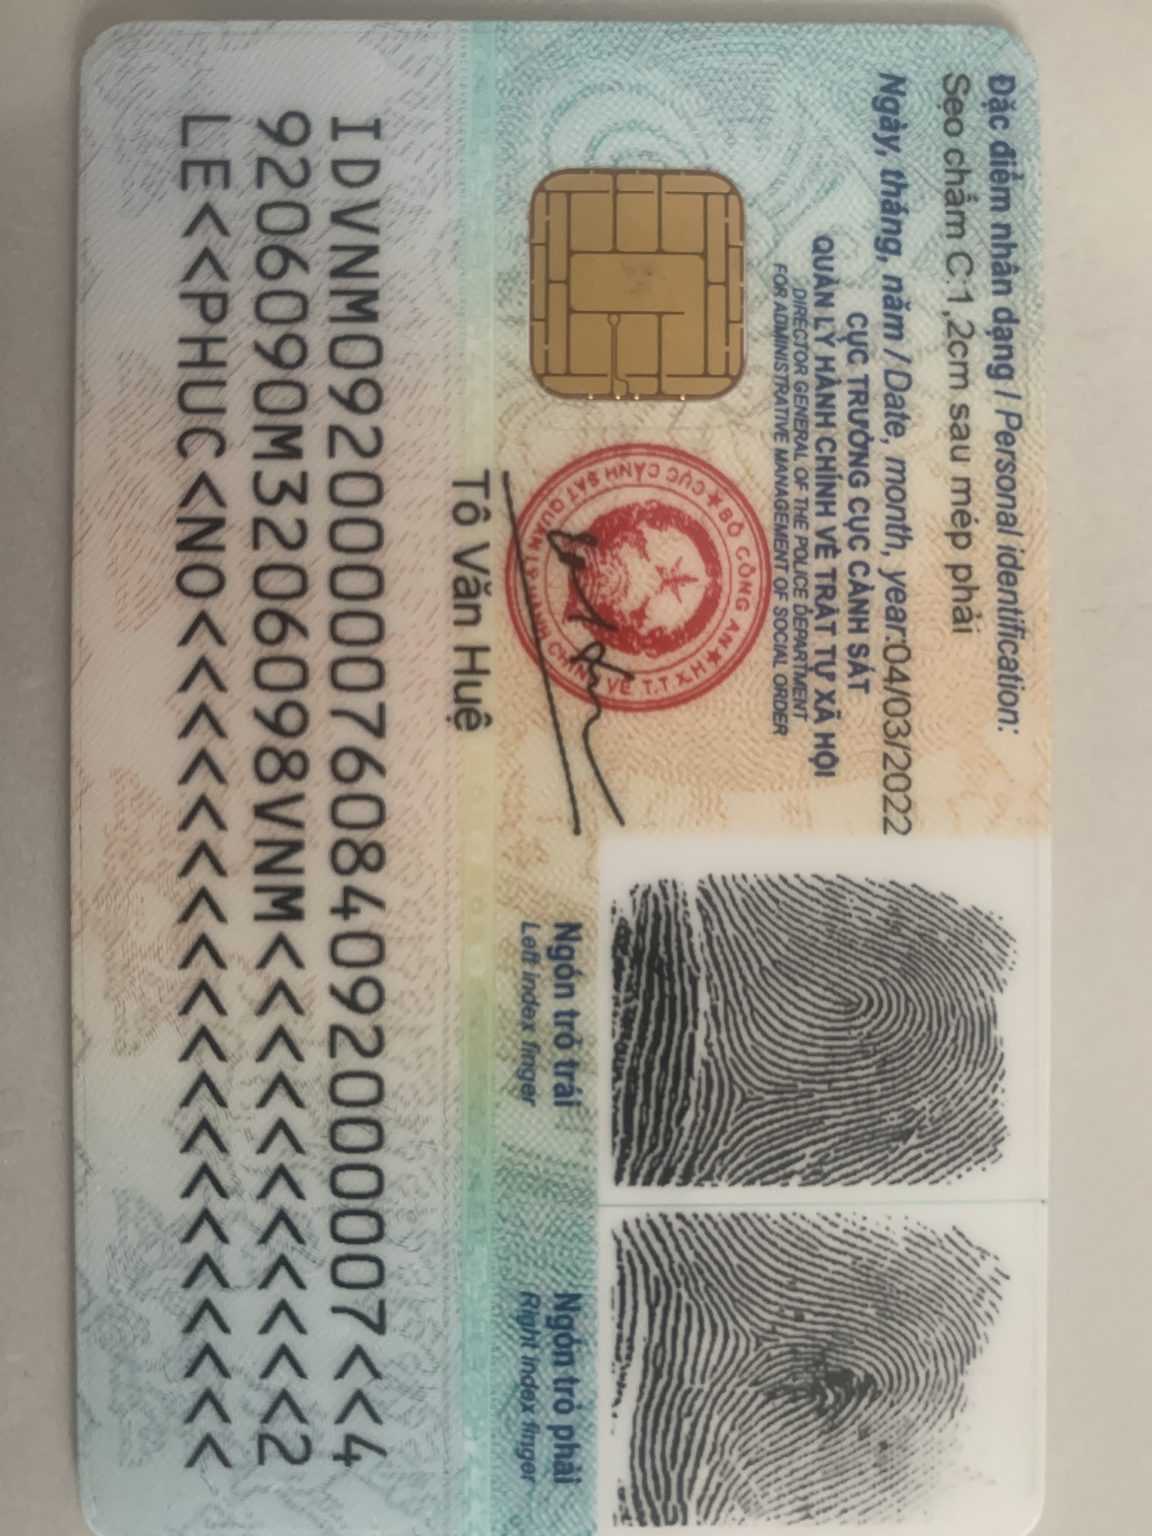 Đặc điểm nhân dạng / Personal identification:
Sẹo chấm C:1,2cm sau mép phải
Ngày, tháng, năm / Date, month, year:04/03/2022
CỤC TRƯỞNG CỤC CẢNH SÁT
QUẢN LÝ HÀNH CHÍNH VỀ TRẬT TỰ XÃ HỘI
DIRECTOR GENERAL OF THE POLICE DEPARTMENT
FOR ADMINISTRATIVE MANAGEMENT OF SOCIAL ORDER
BỘ CÔNG AN
CỤC CẢNH SÁT QUẢN LÝ HÀNH CHÍNH VỀ T.T.X.H
Tô Văn Huệ
Ngón trỏ trái
Left index finger
Ngón trỏ phải
Right index finger
IDVNM0920000076084092000007<<4
9206090M3206098VNM<<<<<<<<<<<2
LE<<PHUC<NO<<<<<<<<<<<<<<<<<<<